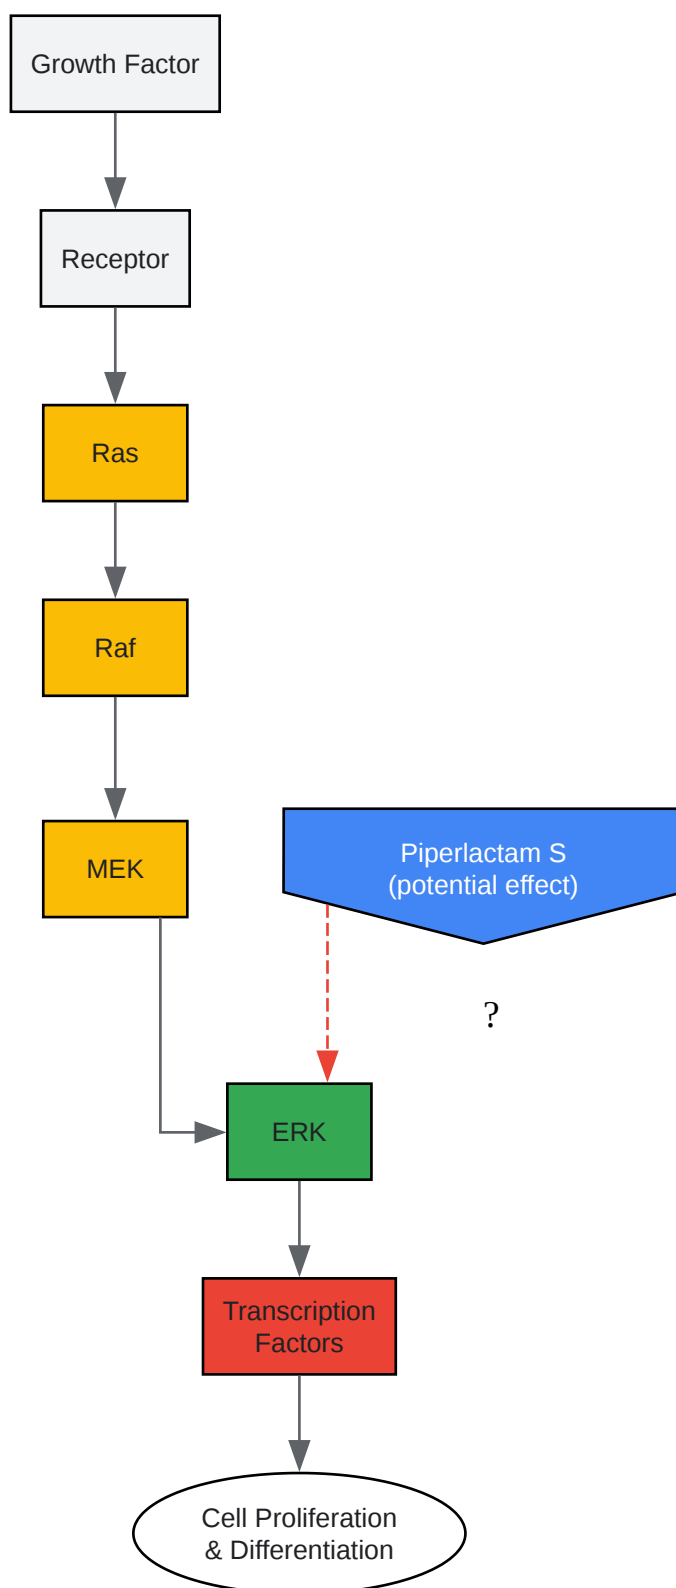 Growth Factor
Receptor
Ras
Raf
MEK
Piperlactam S
(potential effect)
?
ERK
Transcription
Factors
Cell Proliferation
& Differentiation